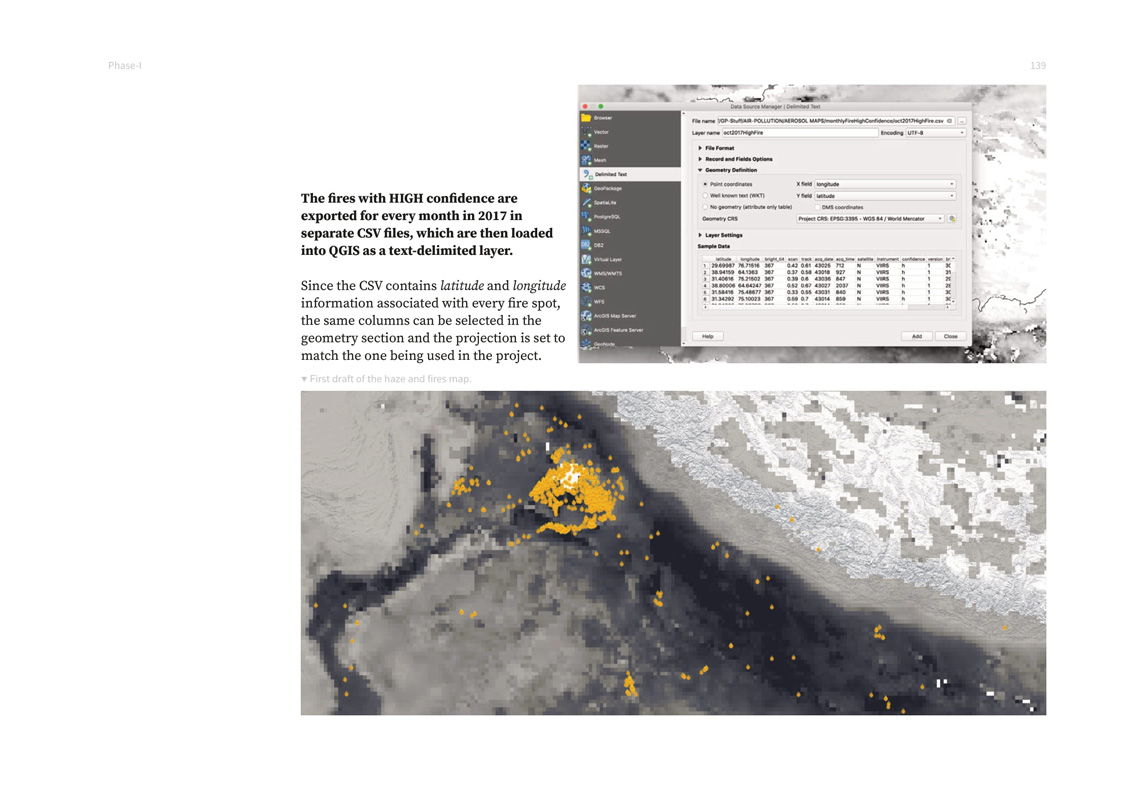 Phase-I
139
The fires with HIGH confidence are
exported for every month in 2017 in
separate CSV files, which are then loaded
into QGIS as a text-delimited layer.
Since the CSV contains latitude and longitude
information associated with every fire spot,
the same columns can be selected in the
geometry section and the projection is set to
match the one being used in the project.
▼ First draft of the haze and fires map.
Data Source Manager | Delimited Text
Browser
Vector
Raster
Mesh
Delimited Text
GeoPackage
SpatiaLite
PostgreSQL
MSSQL
DB2
Virtual Layer
WMS/WMTS
WCS
WFS
ArcGIS Map Server
ArcGIS Feature Server
GeoNode
File name /GP-Stuff/AIR-POLLUTION/AEROSOL MAPS/monthlyFireHighConfidence/oct2017HighFire.csv ...
Layer name oct2017HighFire Encoding UTF-8
File Format
Record and Fields Options
Geometry Definition
Point coordinates X field longitude
Well known text (WKT) Y field latitude
No geometry (attribute only table) DMS coordinates
Geometry CRS Project CRS: EPSG:3395 - WGS 84 / World Mercator
Layer Settings
Sample Data
latitude longitude bright_ti4 scan track acq_date acq_time satellite instrument confidence version
1 29.69987 76.71516 367 0.42 0.61 43025 712 N VIIRS h 1
2 38.94159 64.1363 367 0.37 0.58 43018 927 N VIIRS h 1
3 31.40816 75.21502 367 0.39 0.6 43036 847 N VIIRS h 1
4 38.80006 64.64247 367 0.52 0.67 43027 2037 N VIIRS h 1
5 31.58416 75.48677 367 0.33 0.55 43031 840 N VIIRS h 1
6 31.34292 75.10023 367 0.59 0.7 43014 859 N VIIRS h 1
Help Add Close